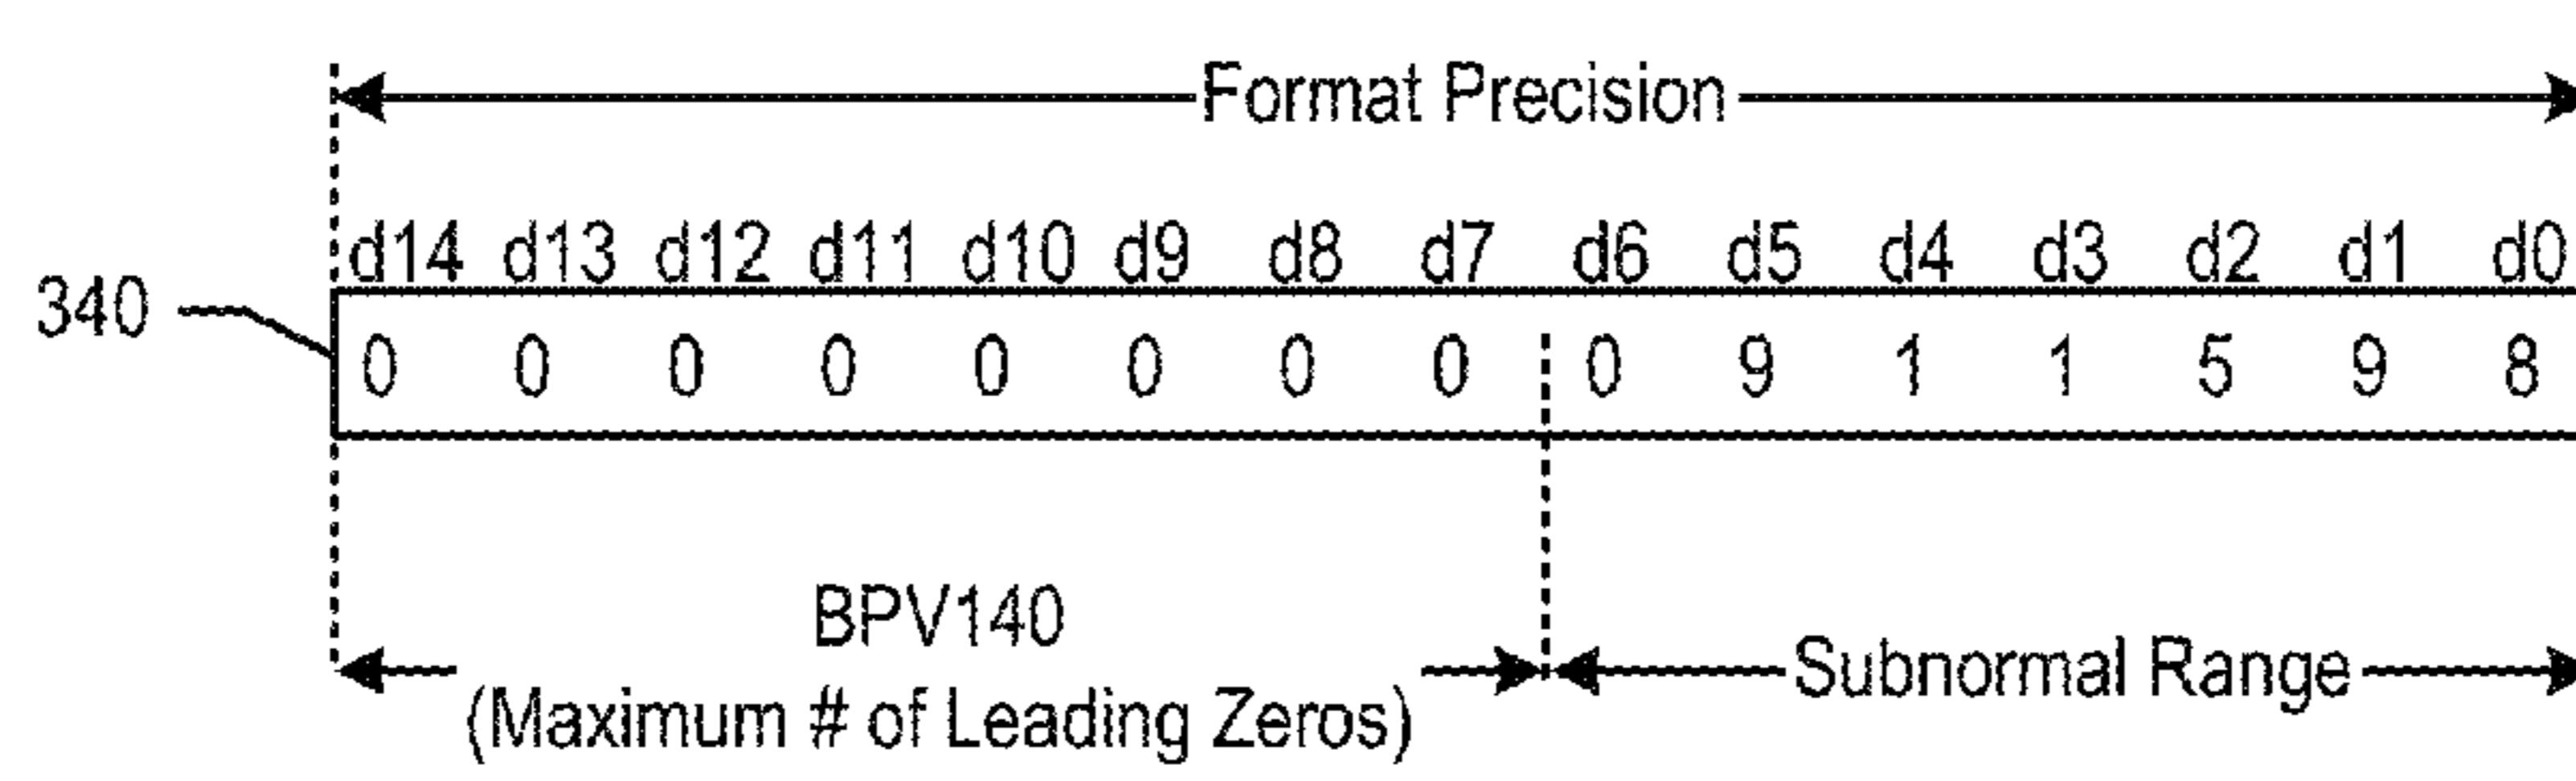 Format Precision
d14 d13 d12 d11 d10 d9 d8 d7 d6 d5 d4 d3 d2 d1 d0
340
0 0 0 0 0 0 0 0 0 9 1 1 5 9 8
BPV140
(Maximum # of Leading Zeros)
Subnormal Range